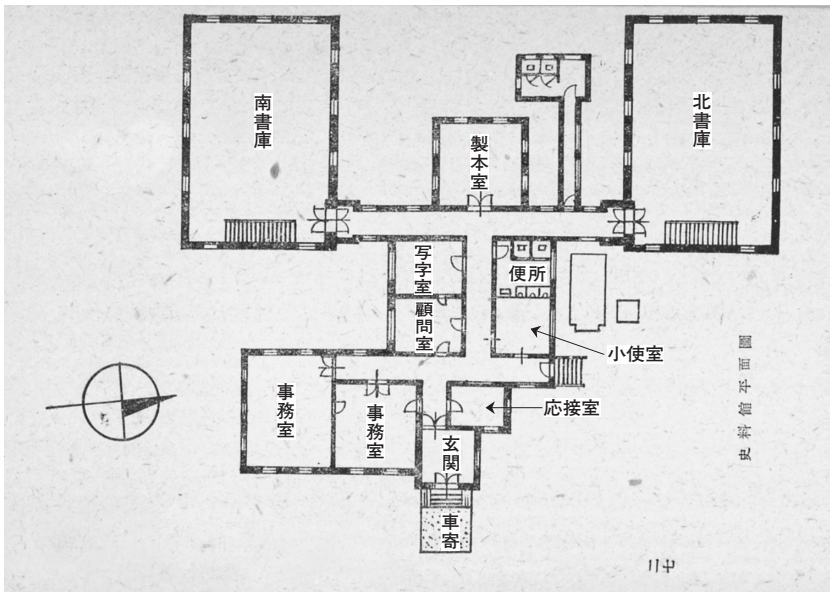 南書庫
北書庫
製本室
写字室
便所
顧問室
小使室
事務室
事務室
応接室
玄関
車寄
史料館平面圖
二七